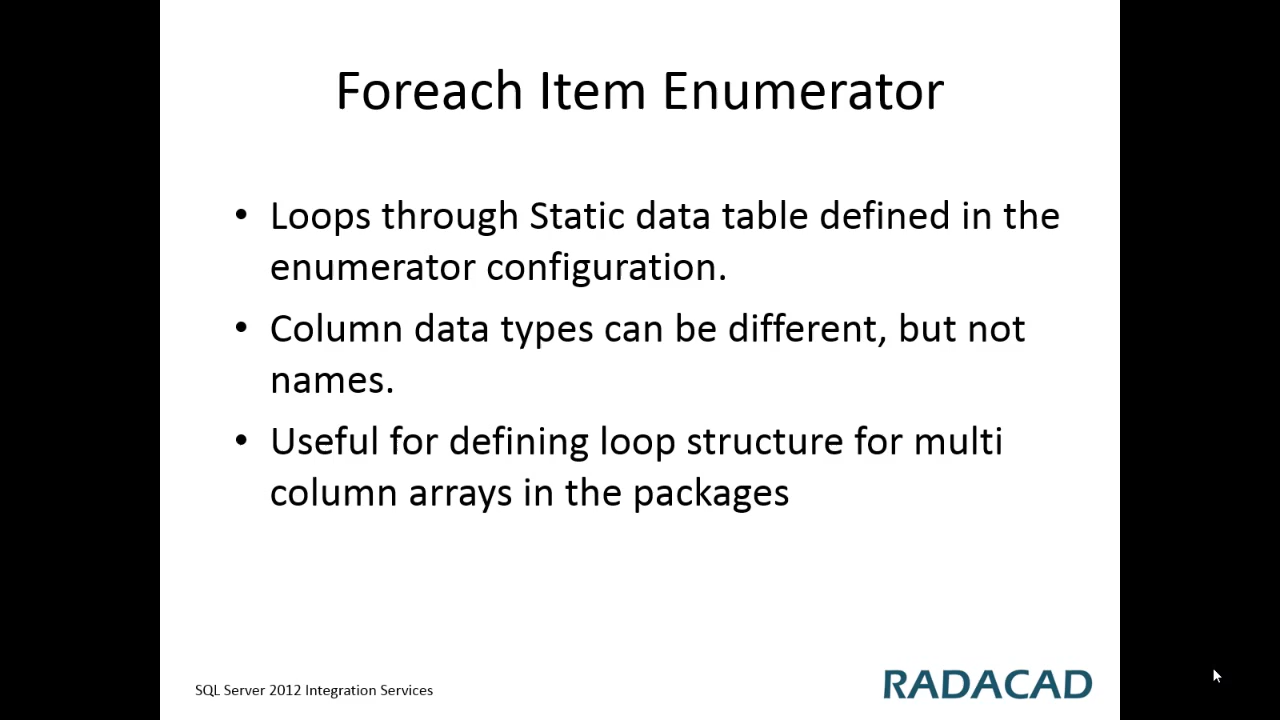 Foreach Item Enumerator
• Loops through Static data table defined in the
enumerator configuration.
• Column data types can be different, but not
names.
• Useful for defining loop structure for multi
column arrays in the packages
SQL Server 2012 Integration Services
RADACAD